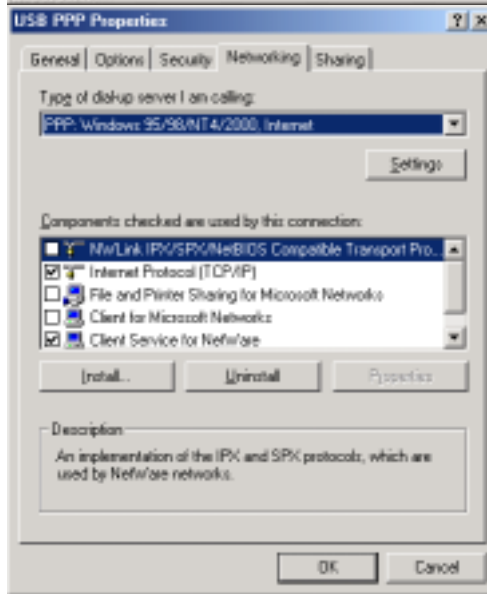 USB PPP Properties
General Options Security Networking Sharing
Type of dial-up server I am calling:
PPP: Windows 95/98/NT4/2000, Internet
Settings
Components checked are used by this connection:
NWLink IPX/SPX/NetBIOS Compatible Transport Pro...
Internet Protocol (TCP/IP)
File and Printer Sharing for Microsoft Networks
Client for Microsoft Networks
Client Service for NetWare
Install... Uninstall Properties
Description
An implementation of the IPX and SPX protocols, which are
used by NetWare networks.
OK Cancel